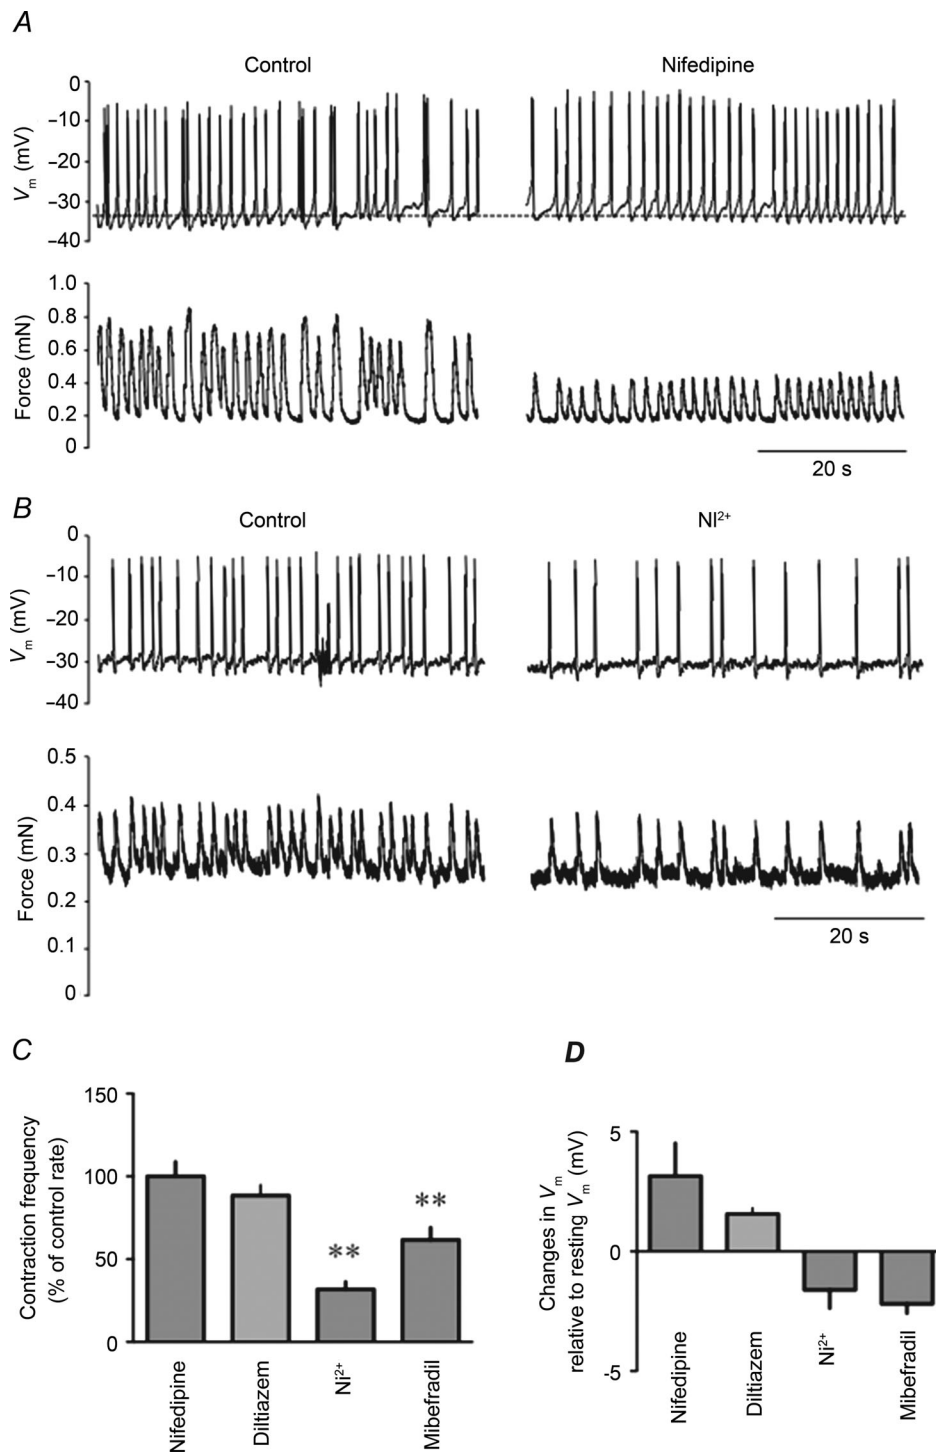 A
Control
Nifedipine
Vm (mV)
0
–10
–20
–30
–40
Force (mN)
1.0
0.8
0.6
0.4
0.2
0
20 s
B
Control
NI²⁺
Vm (mV)
0
–10
–20
–30
–40
Force (mN)
0.5
0.4
0.3
0.2
0.1
0
20 s
C
Contraction frequency
(% of control rate)
150
100
50
0
**
**
Nifedipine
Diltiazem
Ni²⁺
Mibefradil
D
Changes in Vm
relative to resting Vm (mV)
5
0
-5
Nifedipine
Diltiazem
Ni²⁺
Mibefradil